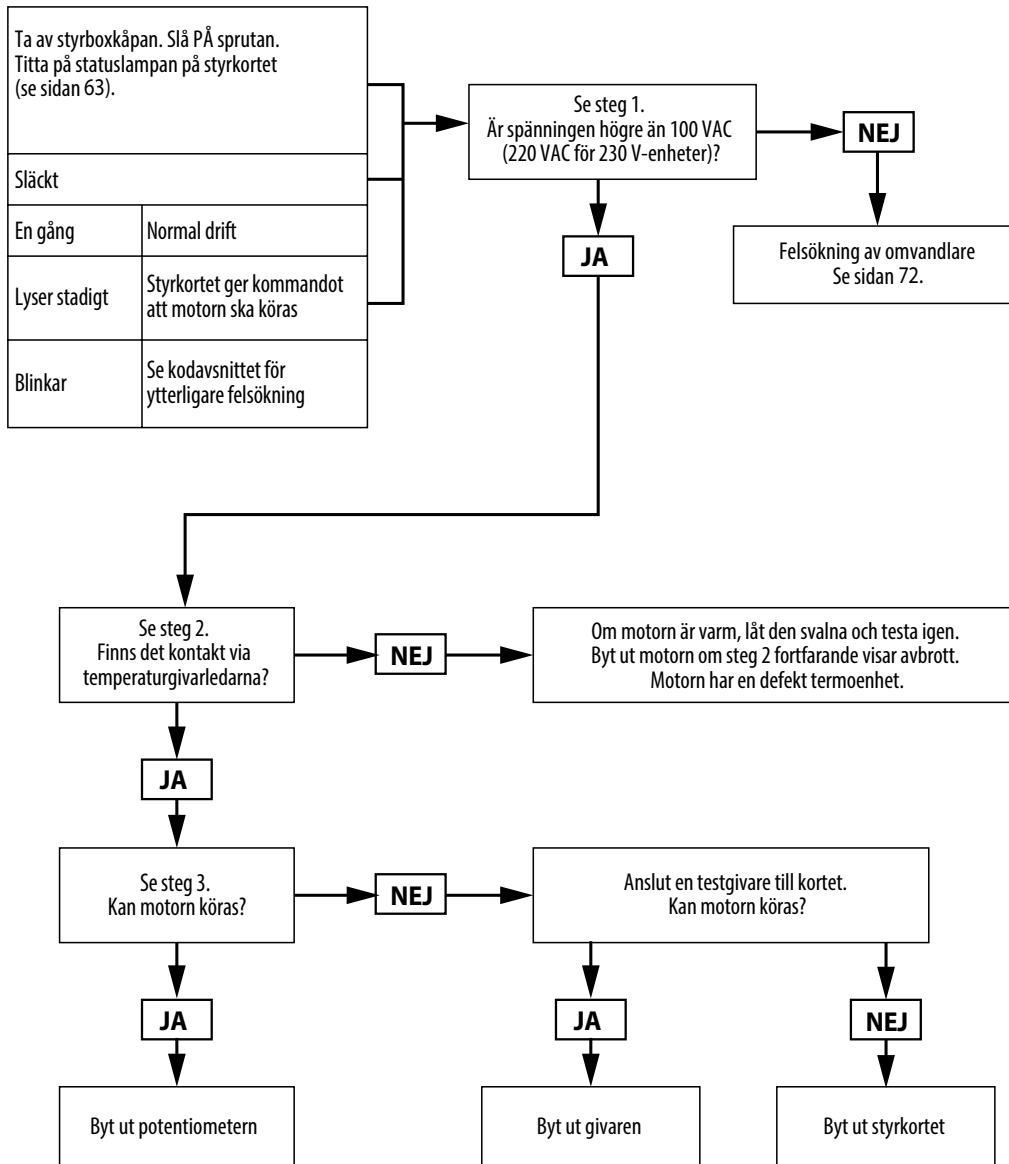 Ta av styrboxkåpan. Slå PÅ sprutan.
Titta på statuslampan på styrkortet
(se sidan 63).
Släckt
En gång
Normal drift
Lyser stadigt
Styrkortet ger kommandot
att motorn ska köras
Blinkar
Se kodavsnittet för
ytterligare felsökning
Se steg 1.
Är spänningen högre än 100 VAC
(220 VAC för 230 V-enheter)?
NEJ
Felsökning av omvandlare
Se sidan 72.
JA
Se steg 2.
Finns det kontakt via
temperaturgivarledarna?
NEJ
Om motorn är varm, låt den svalna och testa igen.
Byt ut motorn om steg 2 fortfarande visar avbrott.
Motorn har en defekt termoenhet.
JA
Se steg 3.
Kan motorn köras?
NEJ
Anslut en testgivare till kortet.
Kan motorn köras?
JA
JA
NEJ
Byt ut potentiometern
Byt ut givaren
Byt ut styrkortet